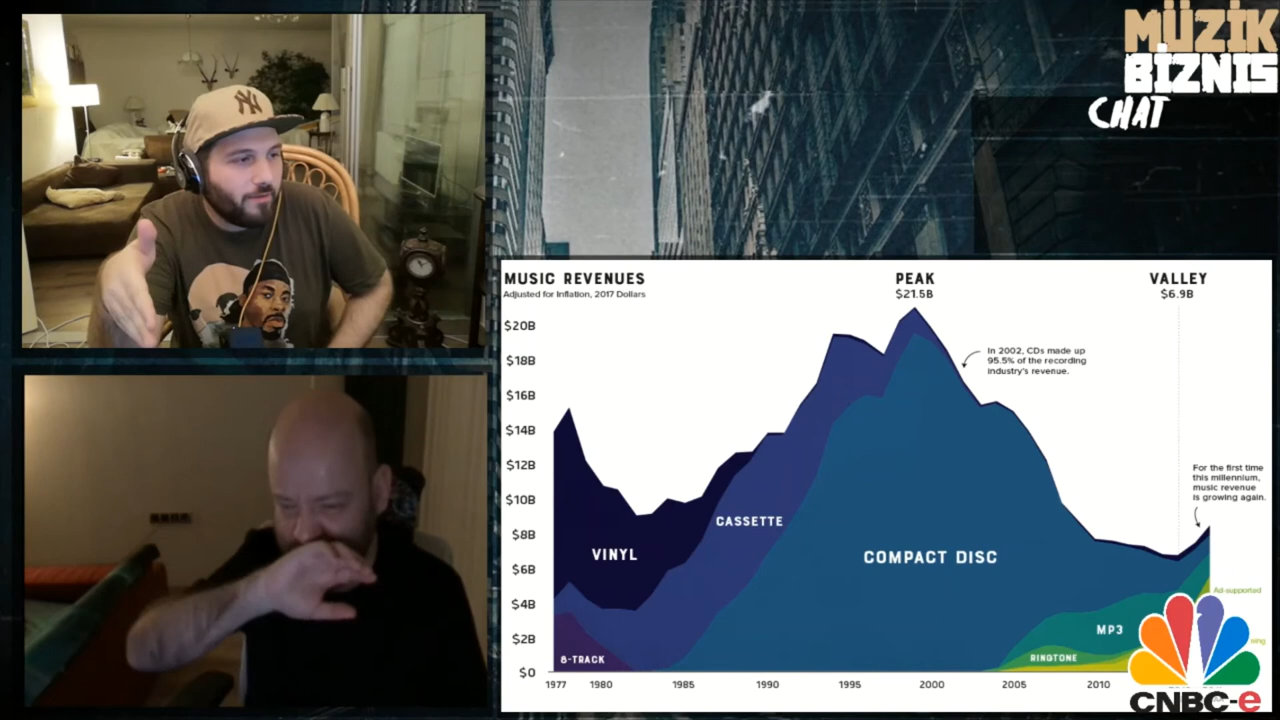 MÜZİK
BİZNIS
CHAT
NY
MUSIC REVENUES
Adjusted for Inflation, 2017 Dollars
PEAK
$21.5B
VALLEY
$6.9B
$20B
$18B
$16B
$14B
$12B
$10B
$8B
$6B
$4B
$2B
$0
In 2002, CDs made up
95.5% of the recording
industry's revenue.
For the first time
this millennium,
music revenue
is growing again.
CASSETTE
VINYL
COMPACT DISC
8-TRACK
MP3
RINGTONE
Ad-supported
1977
1980
1985
1990
1995
2000
2005
2010
CNBC-e